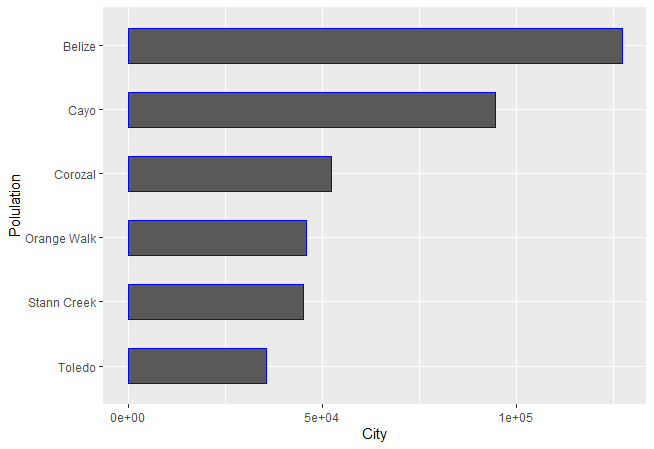 Belize
Cayo
Corozal
Orange Walk
Stann Creek
Toledo
Polulation
0e+00
5e+04
1e+05
City